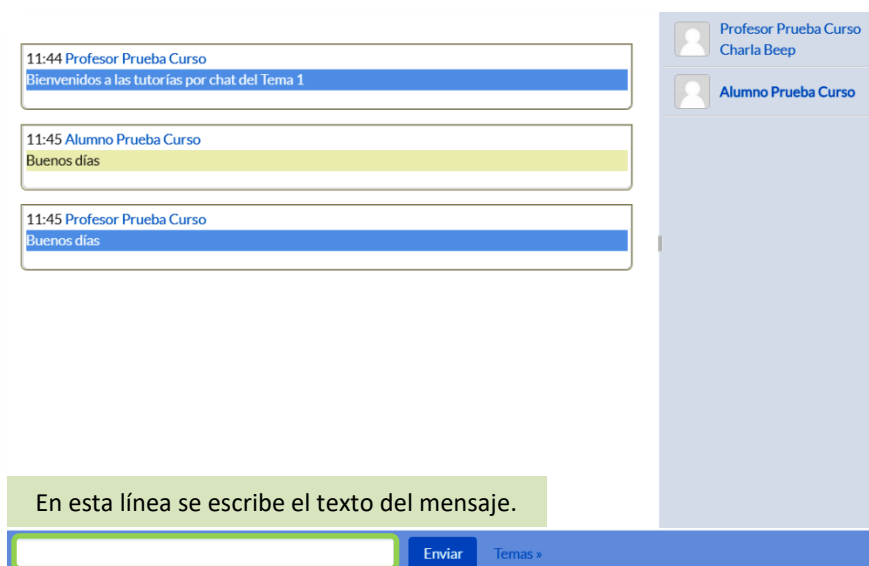 11:44 Profesor Prueba Curso
Bienvenidos a las tutorías por chat del Tema 1
11:45 Alumno Prueba Curso
Buenos días
11:45 Profesor Prueba Curso
Buenos días
Profesor Prueba Curso
Charla Beep
Alumno Prueba Curso
En esta línea se escribe el texto del mensaje.
Enviar Temas »